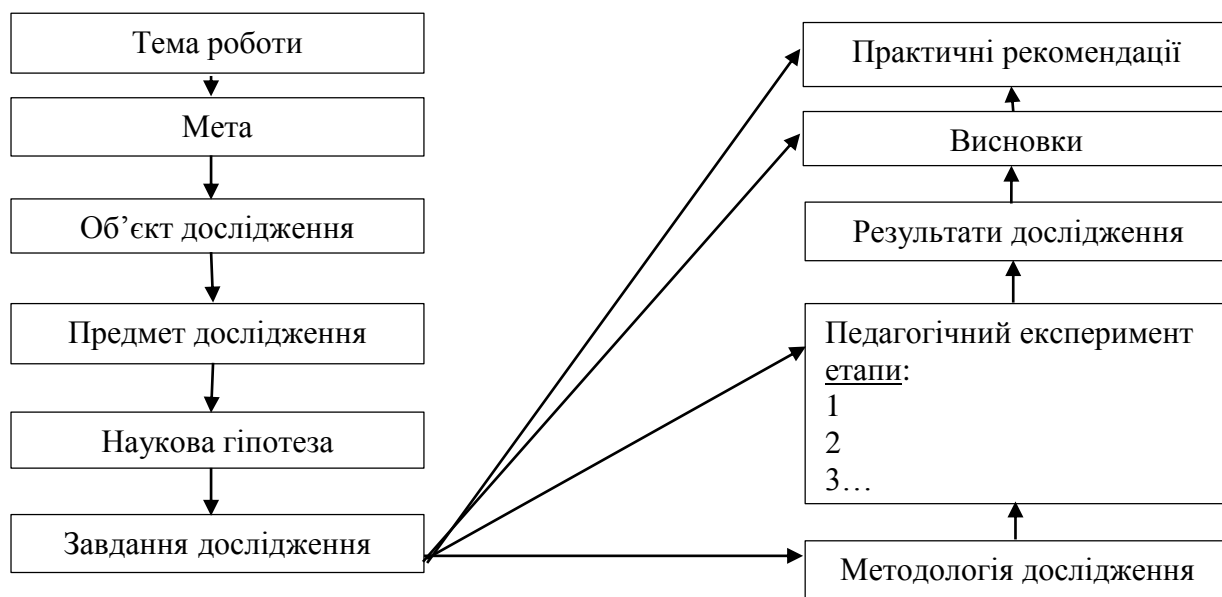 Тема роботи
Мета
Об’єкт дослідження
Предмет дослідження
Наукова гіпотеза
Завдання дослідження
Практичні рекомендації
Висновки
Результати дослідження
Педагогічний експеримент
етапи:
1
2
3…
Методологія дослідження